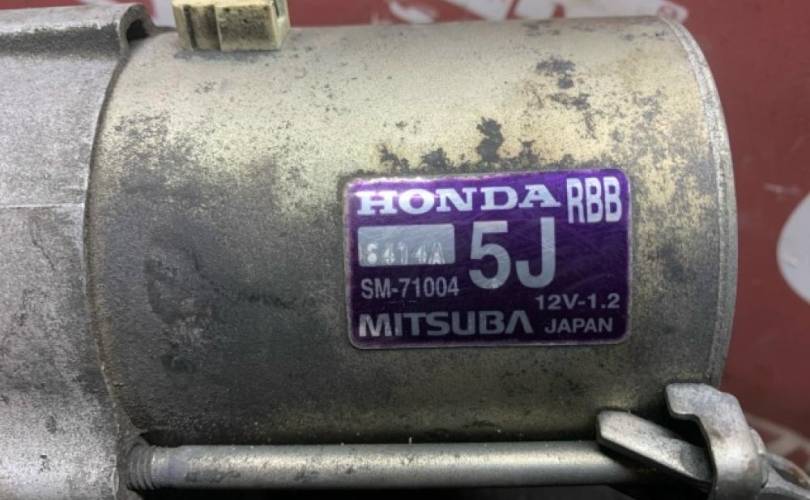 HONDA RBB
5J
SM-71004
12V-1.2
MITSUBA JAPAN